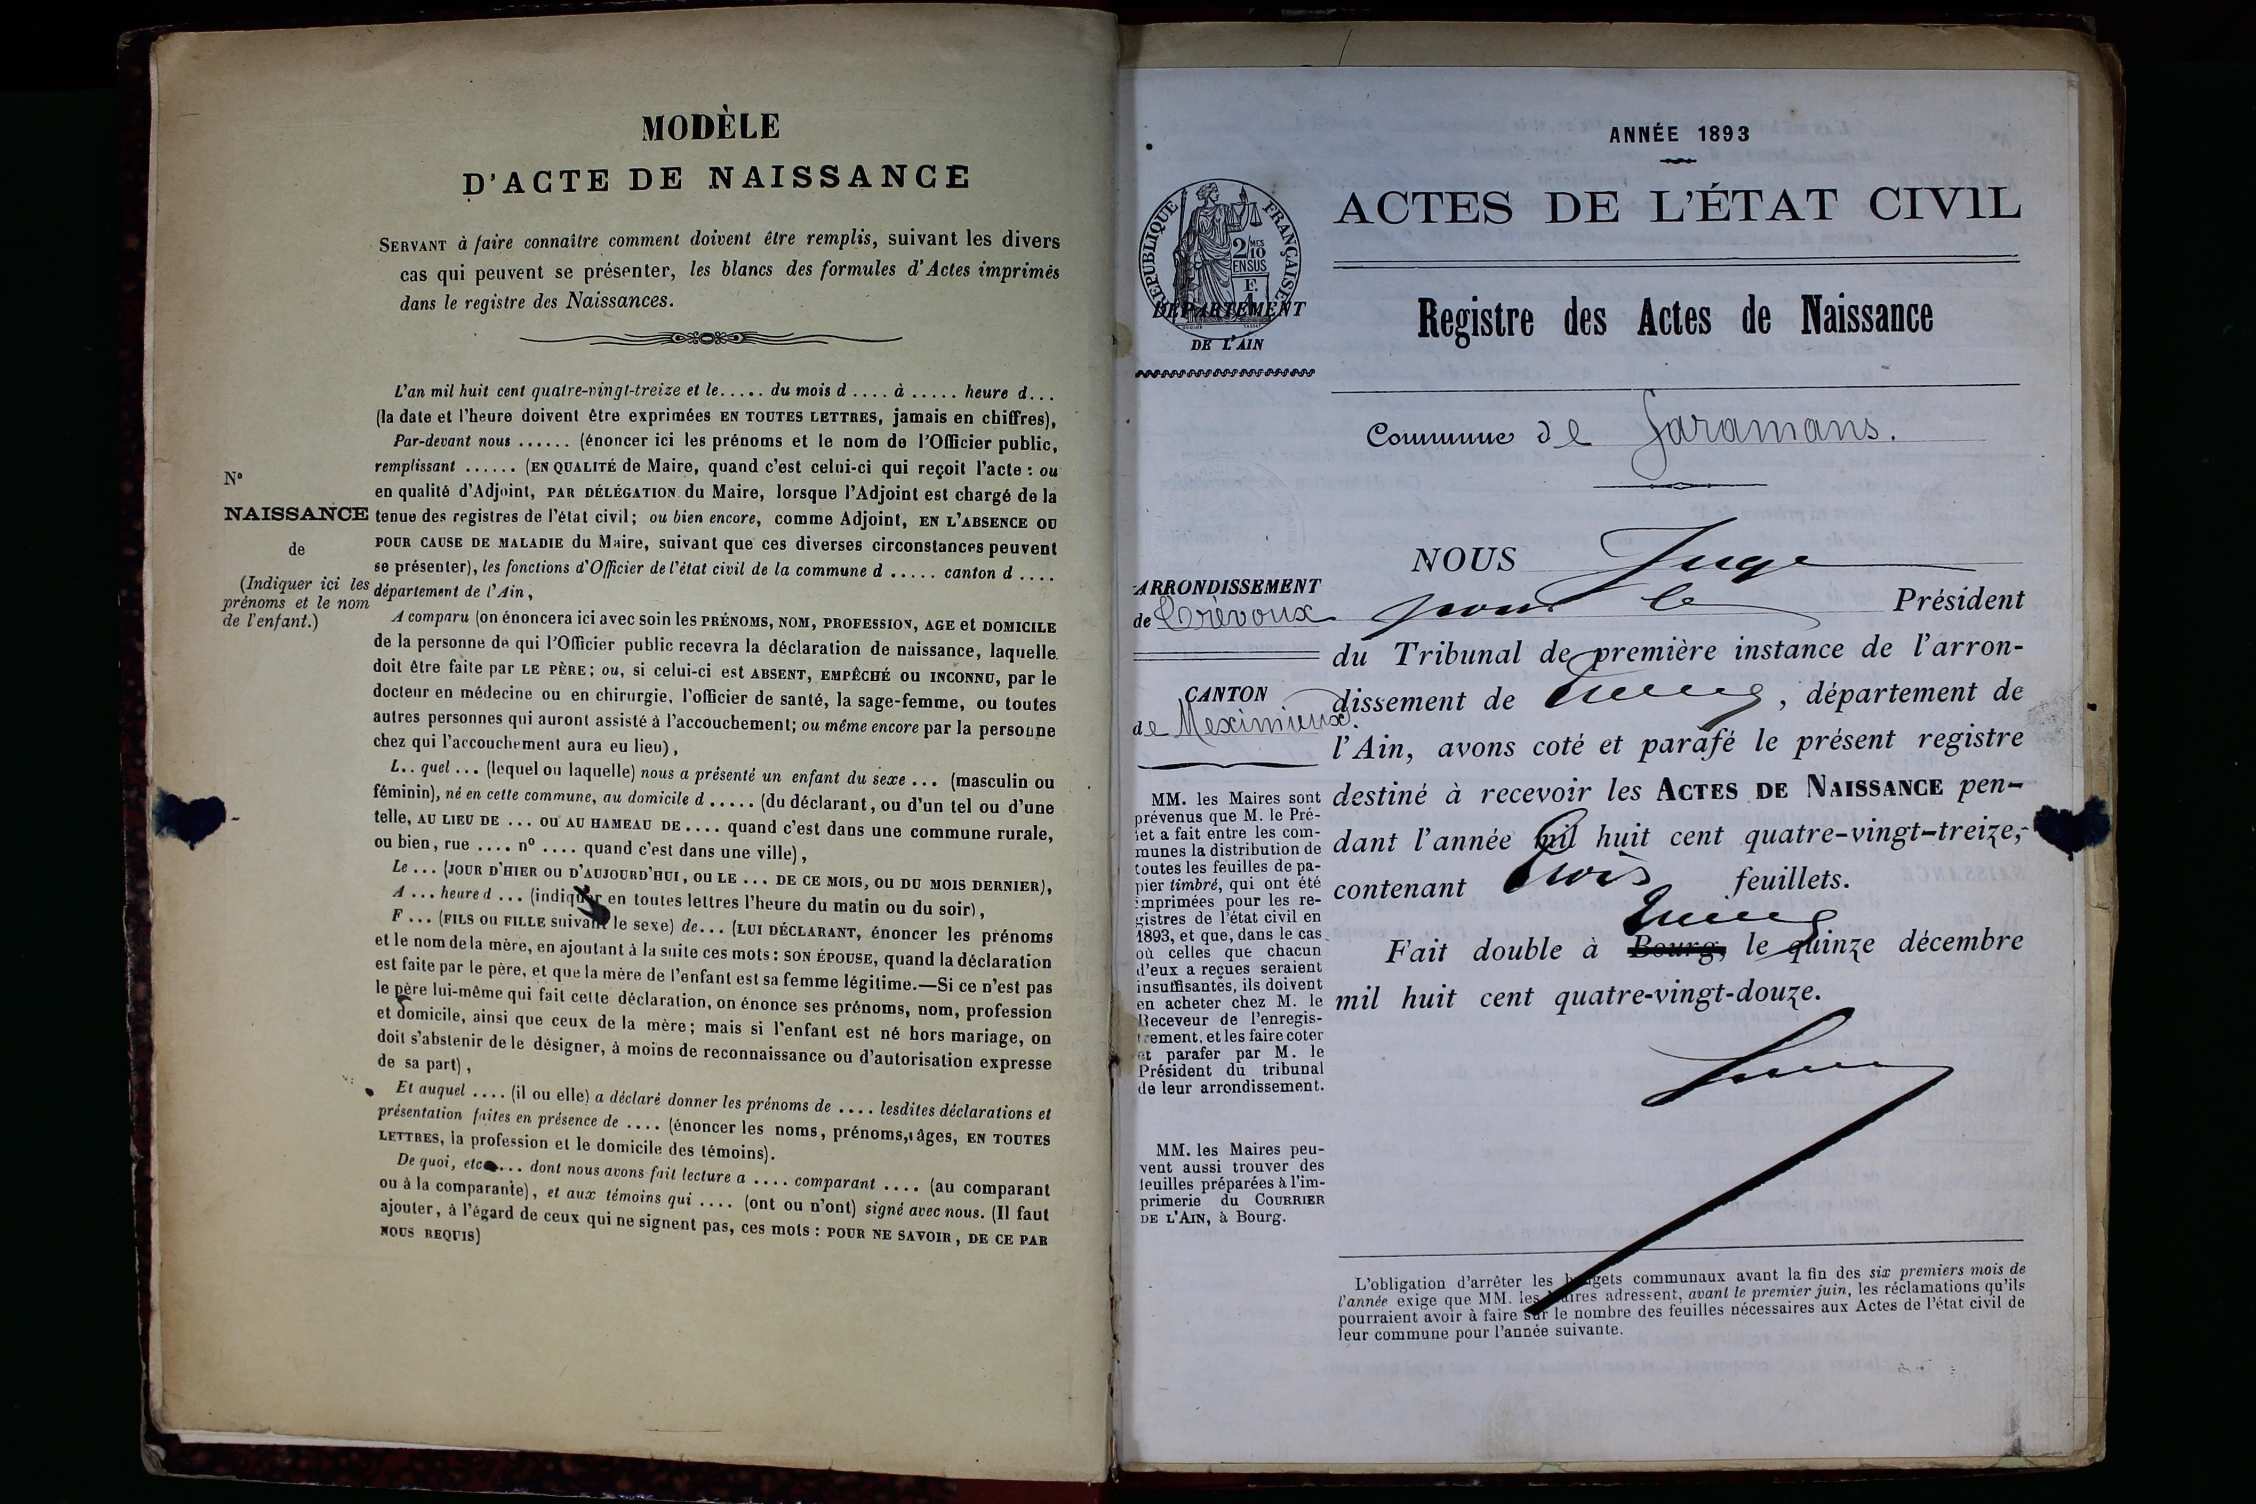 MODÈLE
D'ACTE DE NAISSANCE
SERVANT à faire connaître comment doivent être remplis, suivant les divers
cas qui peuvent se présenter, les blancs des formules d'Actes imprimés
dans le registre des Naissances.
L'an mil huit cent quatre-vingt-treize et le..... du mois d .... à ..... heure d...
(la date et l'heure doivent être exprimées EN TOUTES LETTRES, jamais en chiffres),
Par-devant nous ...... (énoncer ici les prénoms et le nom de l'Officier public,
remplissant ...... (EN QUALITÉ de Maire, quand c'est celui-ci qui reçoit l'acte : ou
en qualité d'Adjoint, PAR DÉLÉGATION du Maire, lorsque l'Adjoint est chargé de la
tenue des registres de l'état civil; ou bien encore, comme Adjoint, EN L'ABSENCE OU
POUR CAUSE DE MALADIE du Maire, suivant que ces diverses circonstances peuvent
se présenter), les fonctions d'Officier de l'état civil de la commune d ..... canton d ....
département de l'Ain,
A comparu (on énoncera ici avec soin les PRÉNOMS, NOM, PROFESSION, AGE et DOMICILE
de la personne de qui l'Officier public recevra la déclaration de naissance, laquelle
doit être faite par LE PÈRE; ou, si celui-ci est ABSENT, EMPÊCHÉ OU INCONNU, par le
docteur en médecine ou en chirurgie, l'officier de santé, la sage-femme, ou toutes
autres personnes qui auront assisté à l'accouchement; ou même encore par la personne
chez qui l'accouchement aura eu lieu),
L.. quel ... (lequel ou laquelle) nous a présenté un enfant du sexe ... (masculin ou
féminin), né en cette commune, au domicile d ..... (du déclarant, ou d'un tel ou d'une
telle, AU LIEU DE ... OU AU HAMEAU DE .... quand c'est dans une commune rurale,
ou bien, rue .... n° .... quand c'est dans une ville),
Le ... (JOUR D'HIER OU D'AUJOURD'HUI, OU LE ... DE CE MOIS, OU DU MOIS DERNIER),
A ... heure d ... (indiquer en toutes lettres l'heure du matin ou du soir),
F ... (FILS OU FILLE suivant le sexe) de... (LUI DÉCLARANT, énoncer les prénoms
et le nom de la mère, en ajoutant à la suite ces mots : SON ÉPOUSE, quand la déclaration
est faite par le père, et que la mère de l'enfant est sa femme légitime.—Si ce n'est pas
le père lui-même qui fait cette déclaration, on énonce ses prénoms, nom, profession
et domicile, ainsi que ceux de la mère; mais si l'enfant est né hors mariage, on
doit s'abstenir de le désigner, à moins de reconnaissance ou d'autorisation expresse
de sa part),
Et auquel .... (il ou elle) a déclaré donner les prénoms de .... lesdites déclarations et
présentation faites en présence de .... (énoncer les noms, prénoms, âges, EN TOUTES
LETTRES, la profession et le domicile des témoins).
De quoi, etc.... dont nous avons fait lecture a .... comparant .... (au comparant
ou à la comparante), et aux témoins qui .... (ont ou n'ont) signé avec nous. (Il faut
ajouter, à l'égard de ceux qui ne signent pas, ces mots : POUR NE SAVOIR, DE CE PAR
NOUS REQUIS)
N°
NAISSANCE
de
(Indiquer ici les
prénoms et le nom
de l'enfant.)
ANNÉE 1893
ACTES DE L'ÉTAT CIVIL
RÉPUBLIQUE FRANÇAISE
2/10 MES
EN SUS
DÉPARTEMENT
DE L'AIN
Registre des Actes de Naissance
Commune de Faramans.
ARRONDISSEMENT
de Trévoux
CANTON
de Meximieux.
MM. les Maires sont
prévenus que M. le Pré-
fet a fait entre les com-
munes la distribution de
toutes les feuilles de pa-
pier timbré, qui ont été
imprimées pour les re-
gistres de l'état civil en
1893, et que, dans le cas
où celles que chacun
d'eux a reçues seraient
insuffisantes, ils doivent
en acheter chez M. le
Receveur de l'enregis-
trement, et les faire coter
et parafer par M. le
Président du tribunal
de leur arrondissement.
MM. les Maires peu-
vent aussi trouver des
feuilles préparées à l'im-
primerie du COURRIER
DE L'AIN, à Bourg.
NOUS Juge
pour le Président
du Tribunal de première instance de l'arron-
dissement de , département de
l'Ain, avons coté et parafé le présent registre
destiné à recevoir les ACTES DE NAISSANCE pen-
dant l'année mil huit cent quatre-vingt-treize,
contenant trois feuillets.
Fait double à Bourg, le quinze décembre
mil huit cent quatre-vingt-douze.
L'obligation d'arrêter les budgets communaux avant la fin des six premiers mois de
l'année exige que MM. les Maires adressent, avant le premier juin, les réclamations qu'ils
pourraient avoir à faire sur le nombre des feuilles nécessaires aux Actes de l'état civil de
leur commune pour l'année suivante.